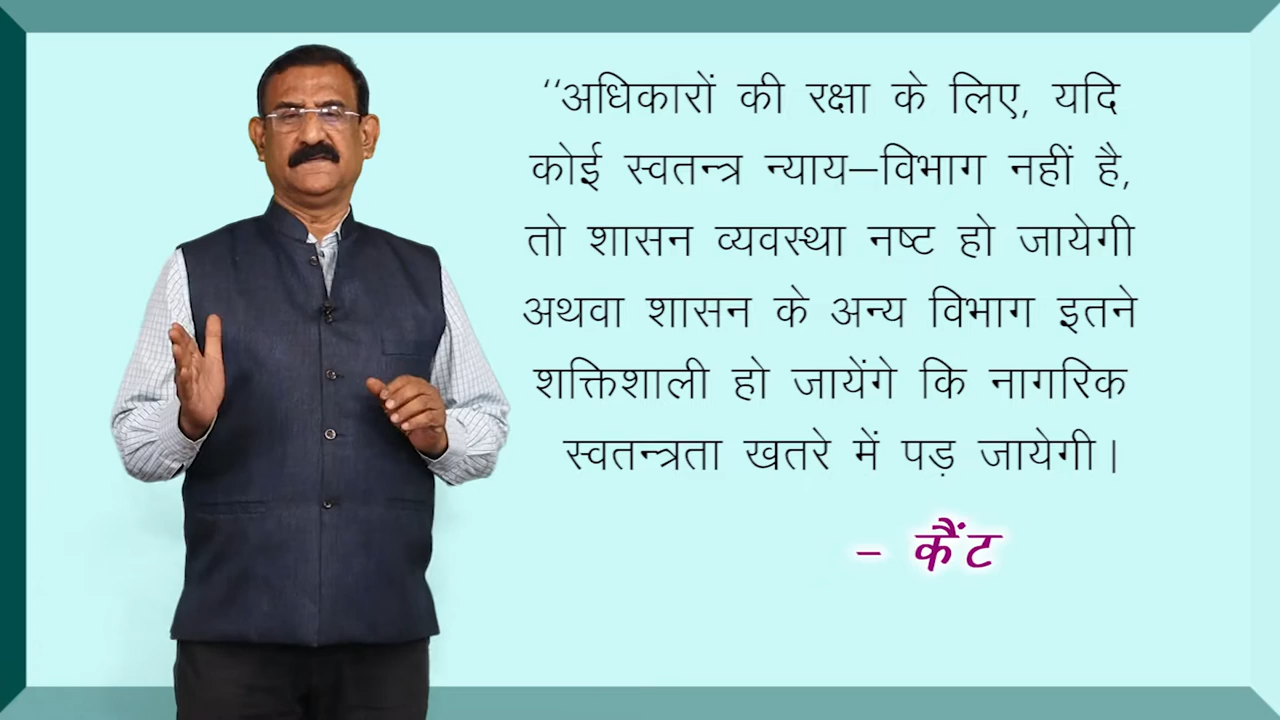 ‘‘अधिकारों की रक्षा के लिए, यदि
कोई स्वतन्त्र न्याय–विभाग नहीं है,
तो शासन व्यवस्था नष्ट हो जायेगी
अथवा शासन के अन्य विभाग इतने
शक्तिशाली हो जायेंगे कि नागरिक
स्वतन्त्रता खतरे में पड़ जायेगी।
– कैंट